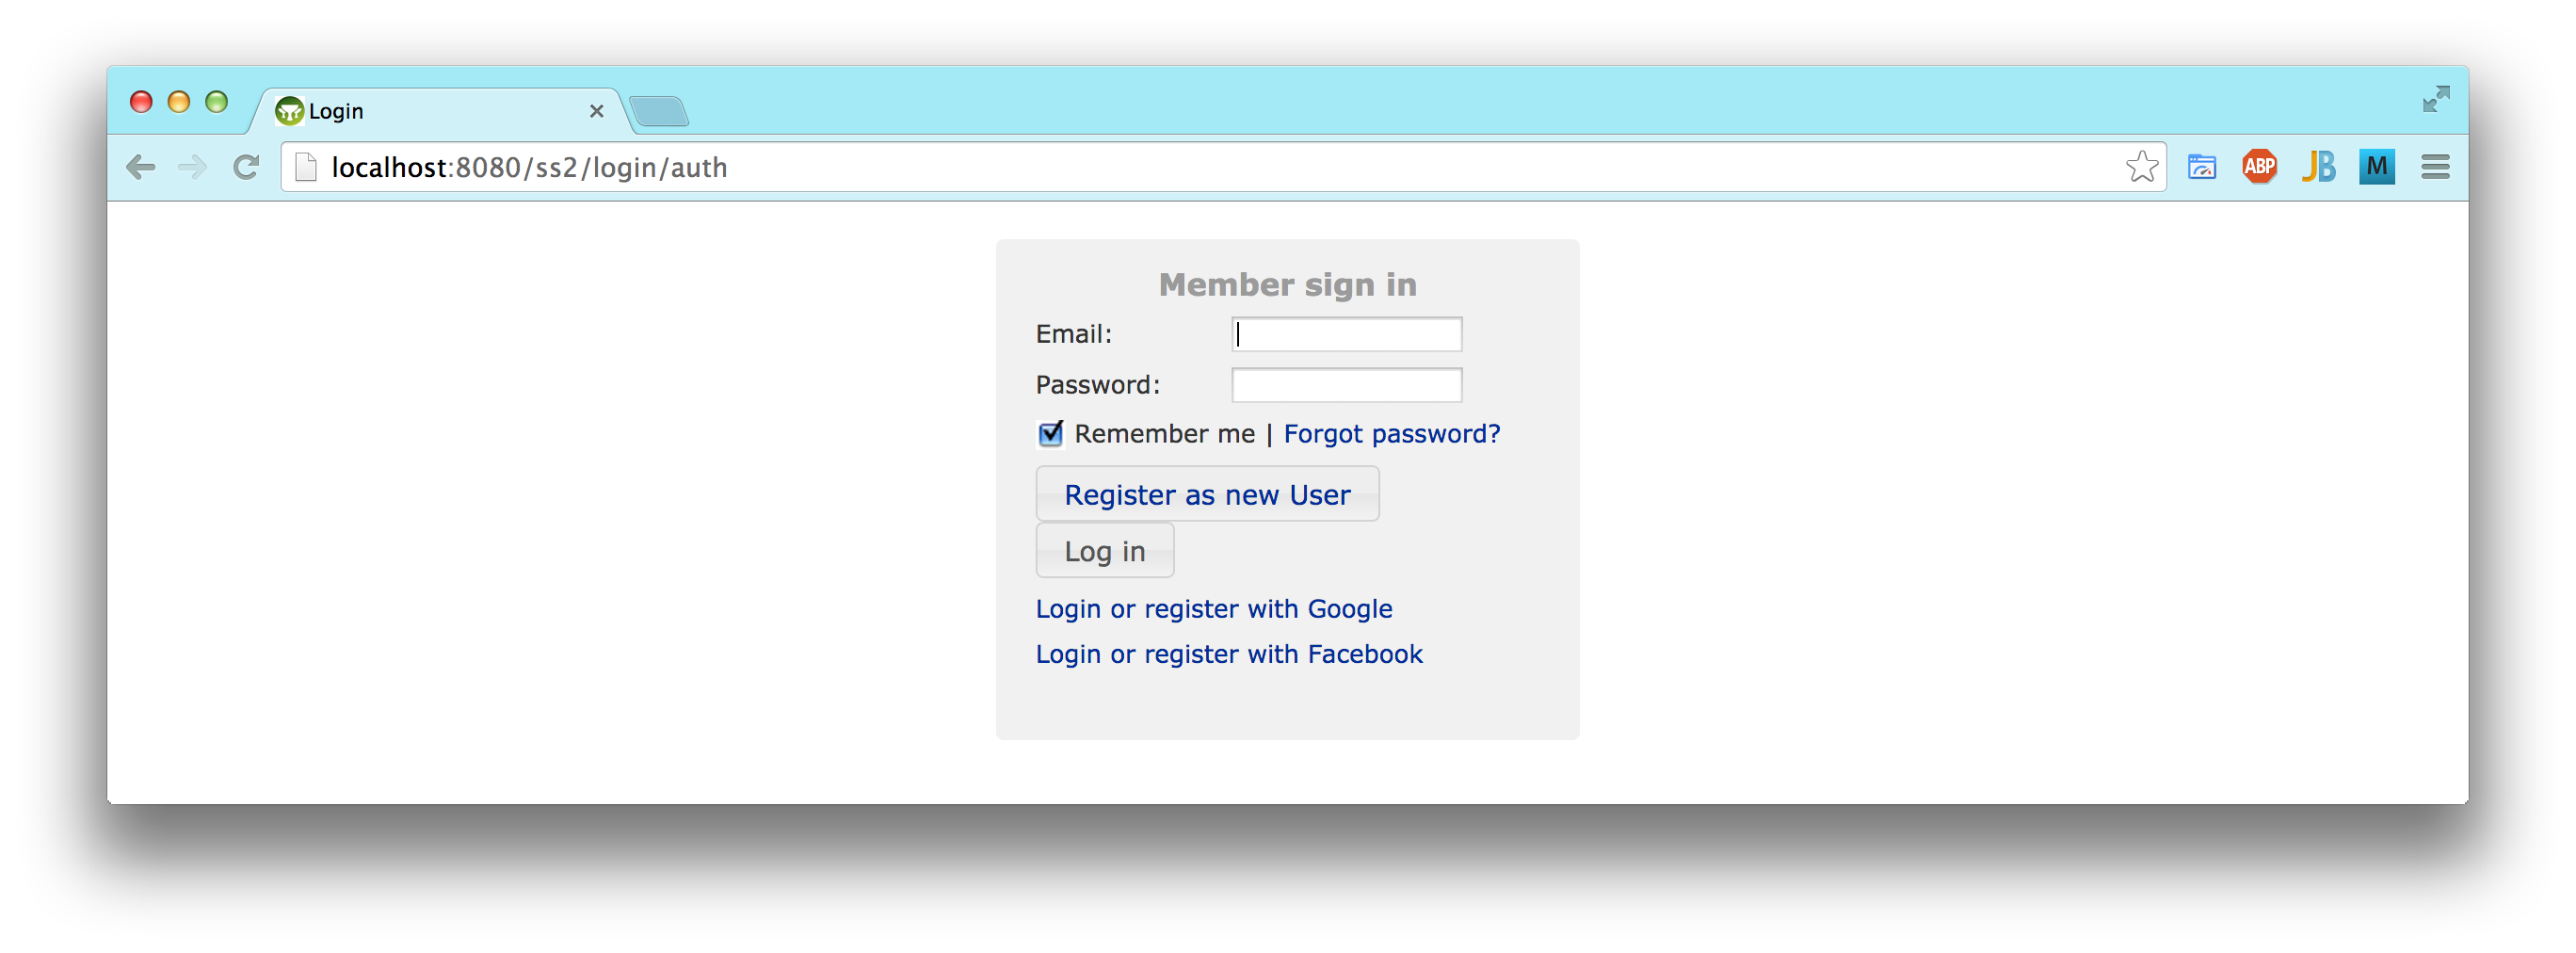 Login
localhost:8080/ss2/login/auth
ABP
JB
M
Member sign in
Email:
Password:
Remember me | Forgot password?
Register as new User
Log in
Login or register with Google
Login or register with Facebook